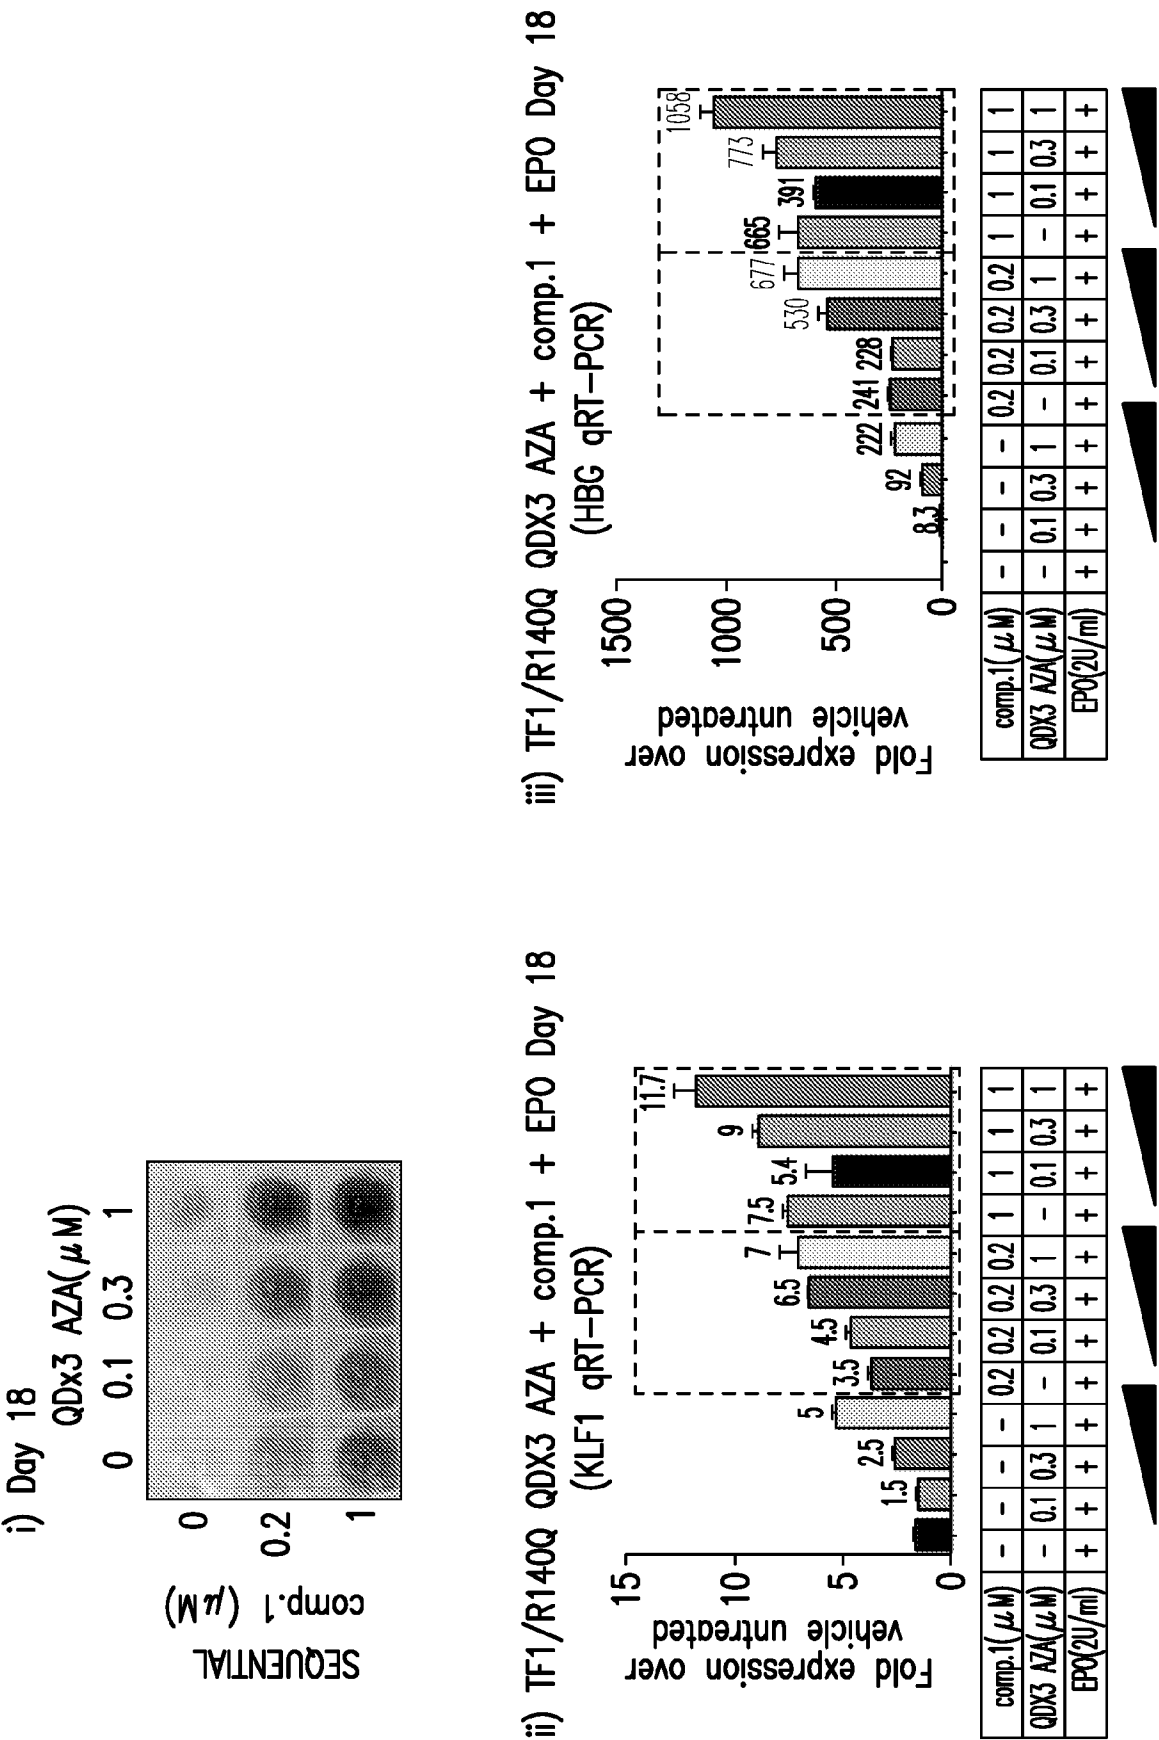 i) Day 18
QDx3 AZA(μM)
0 0.1 0.3 1
0
0.2
1
SEQUENTIAL
comp.1 (μM)
ii) TF1/R140Q QDX3 AZA + comp.1 + EPO Day 18
(KLF1 qRT-PCR)
Fold expression over
vehicle untreated
15
10
5
0
1.5 2.5 5 3.5 4.5 6.5 7 7.5 5.4 9 11.7
comp.1(μM) - - - - 0.2 0.2 0.2 0.2 1 1 1 1
QDX3 AZA(μM) - 0.1 0.3 1 - 0.1 0.3 1 - 0.1 0.3 1
EPO(2U/ml) + + + + + + + + + + + +
iii) TF1/R140Q QDX3 AZA + comp.1 + EPO Day 18
(HBG qRT-PCR)
Fold expression over
vehicle untreated
1500
1000
500
0
8.3 92 222 241 228 530 677 665 391 773 1058
comp.1(μM) - - - - 0.2 0.2 0.2 0.2 1 1 1 1
QDX3 AZA(μM) - 0.1 0.3 1 - 0.1 0.3 1 - 0.1 0.3 1
EPO(2U/ml) + + + + + + + + + + + +